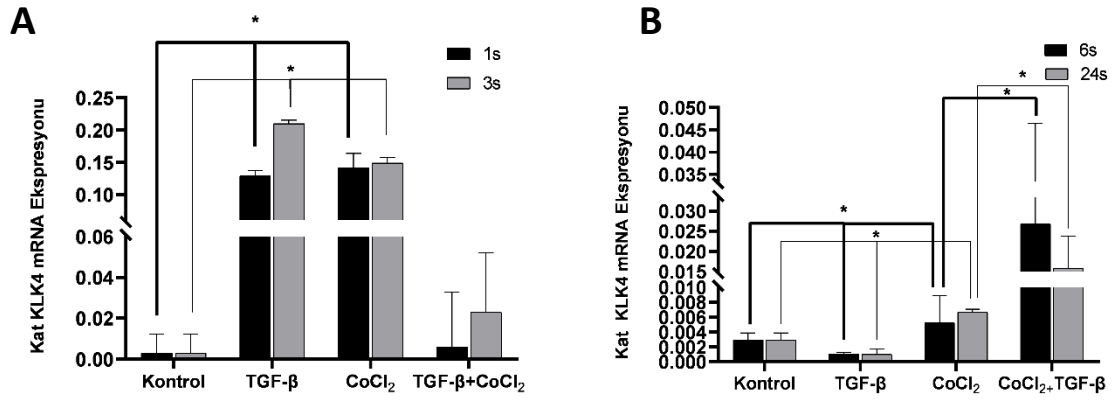 A
*
1s
3s
*
Kat KLK4 mRNA Ekspresyonu
0.25
0.20
0.15
0.10
0.06
0.04
0.02
0.00
Kontrol TGF-β CoCl₂ TGF-β+CoCl₂
B
6s
24s
*
*
*
*
Kat KLK4 mRNA Ekspresyonu
0.050
0.045
0.040
0.035
0.030
0.025
0.020
0.015
0.010
0.008
0.006
0.004
0.002
0.000
Kontrol TGF-β CoCl₂ CoCl₂₊TGF-β